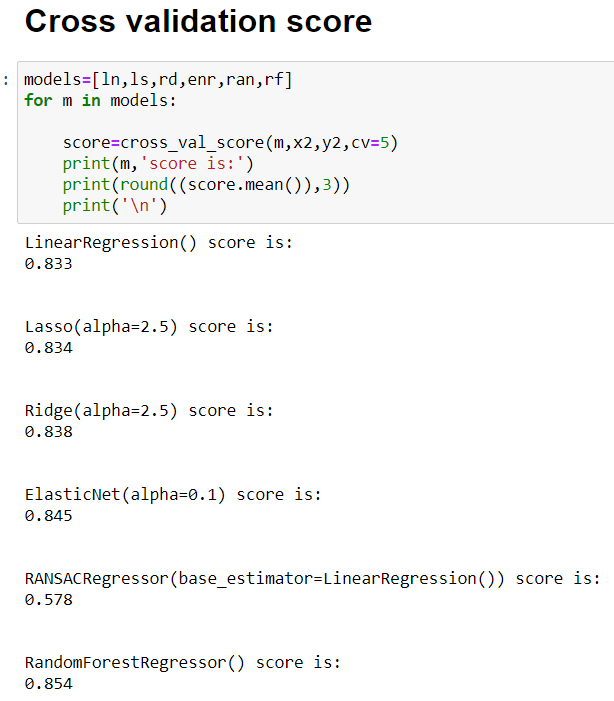 Cross validation score
:
models=[ln,ls,rd,enr,ran,rf]
for m in models:
    score=cross_val_score(m,x2,y2,cv=5)
    print(m,'score is:')
    print(round((score.mean()),3))
    print('\n')
LinearRegression() score is:
0.833
Lasso(alpha=2.5) score is:
0.834
Ridge(alpha=2.5) score is:
0.838
ElasticNet(alpha=0.1) score is:
0.845
RANSACRegressor(base_estimator=LinearRegression()) score is:
0.578
RandomForestRegressor() score is:
0.854